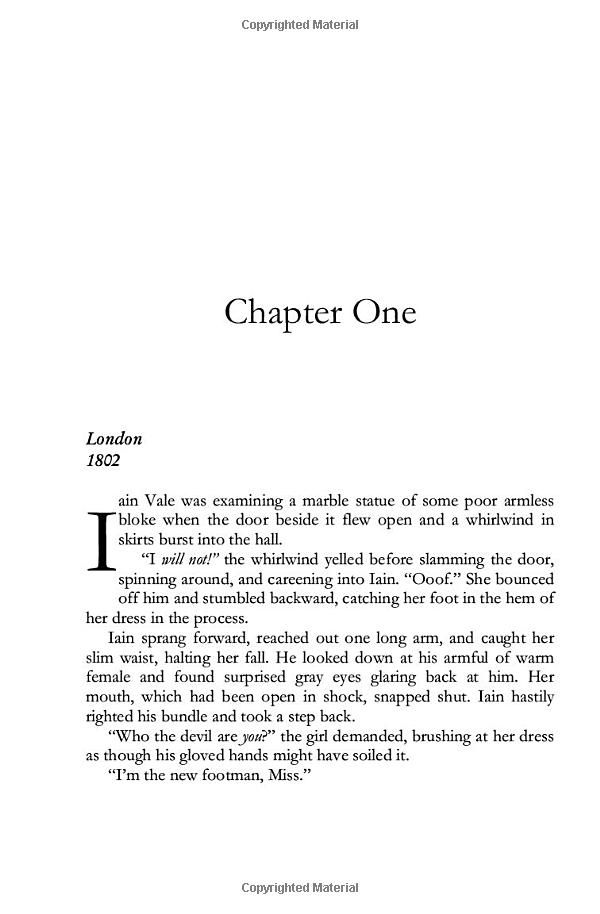 Copyrighted Material
Chapter One
London
1802
Iain Vale was examining a marble statue of some poor armless
bloke when the door beside it flew open and a whirlwind in
skirts burst into the hall.
“I will not!” the whirlwind yelled before slamming the door,
spinning around, and careening into Iain. “Ooof.” She bounced
off him and stumbled backward, catching her foot in the hem of
her dress in the process.
Iain sprang forward, reached out one long arm, and caught her
slim waist, halting her fall. He looked down at his armful of warm
female and found surprised gray eyes glaring back at him. Her
mouth, which had been open in shock, snapped shut. Iain hastily
righted his bundle and took a step back.
“Who the devil are you?” the girl demanded, brushing at her dress
as though his gloved hands might have soiled it.
“I’m the new footman, Miss.”
Copyrighted Material